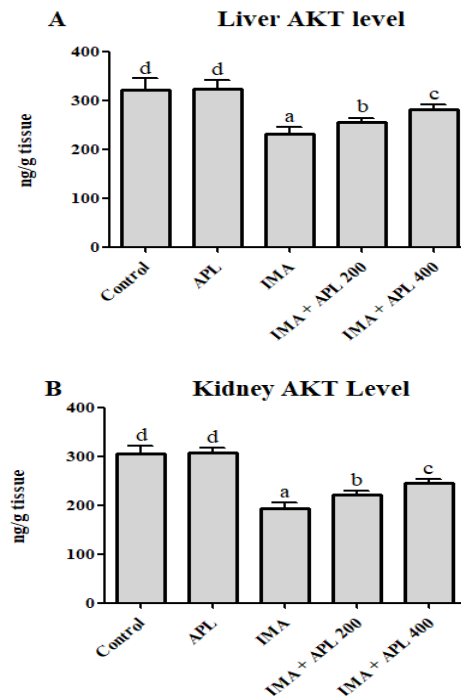 A Liver AKT level
400
300
200
100
0
ng/g tissue
d d a b c
Control APL IMA IMA + APL 200 IMA + APL 400
B Kidney AKT Level
400
300
200
100
0
ng/g tissue
d d a b c
Control APL IMA IMA + APL 200 IMA + APL 400